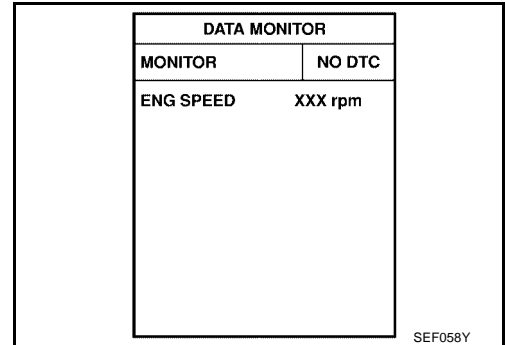 DATA MONITOR
MONITOR NO DTC
ENG SPEED XXX rpm
SEF058Y